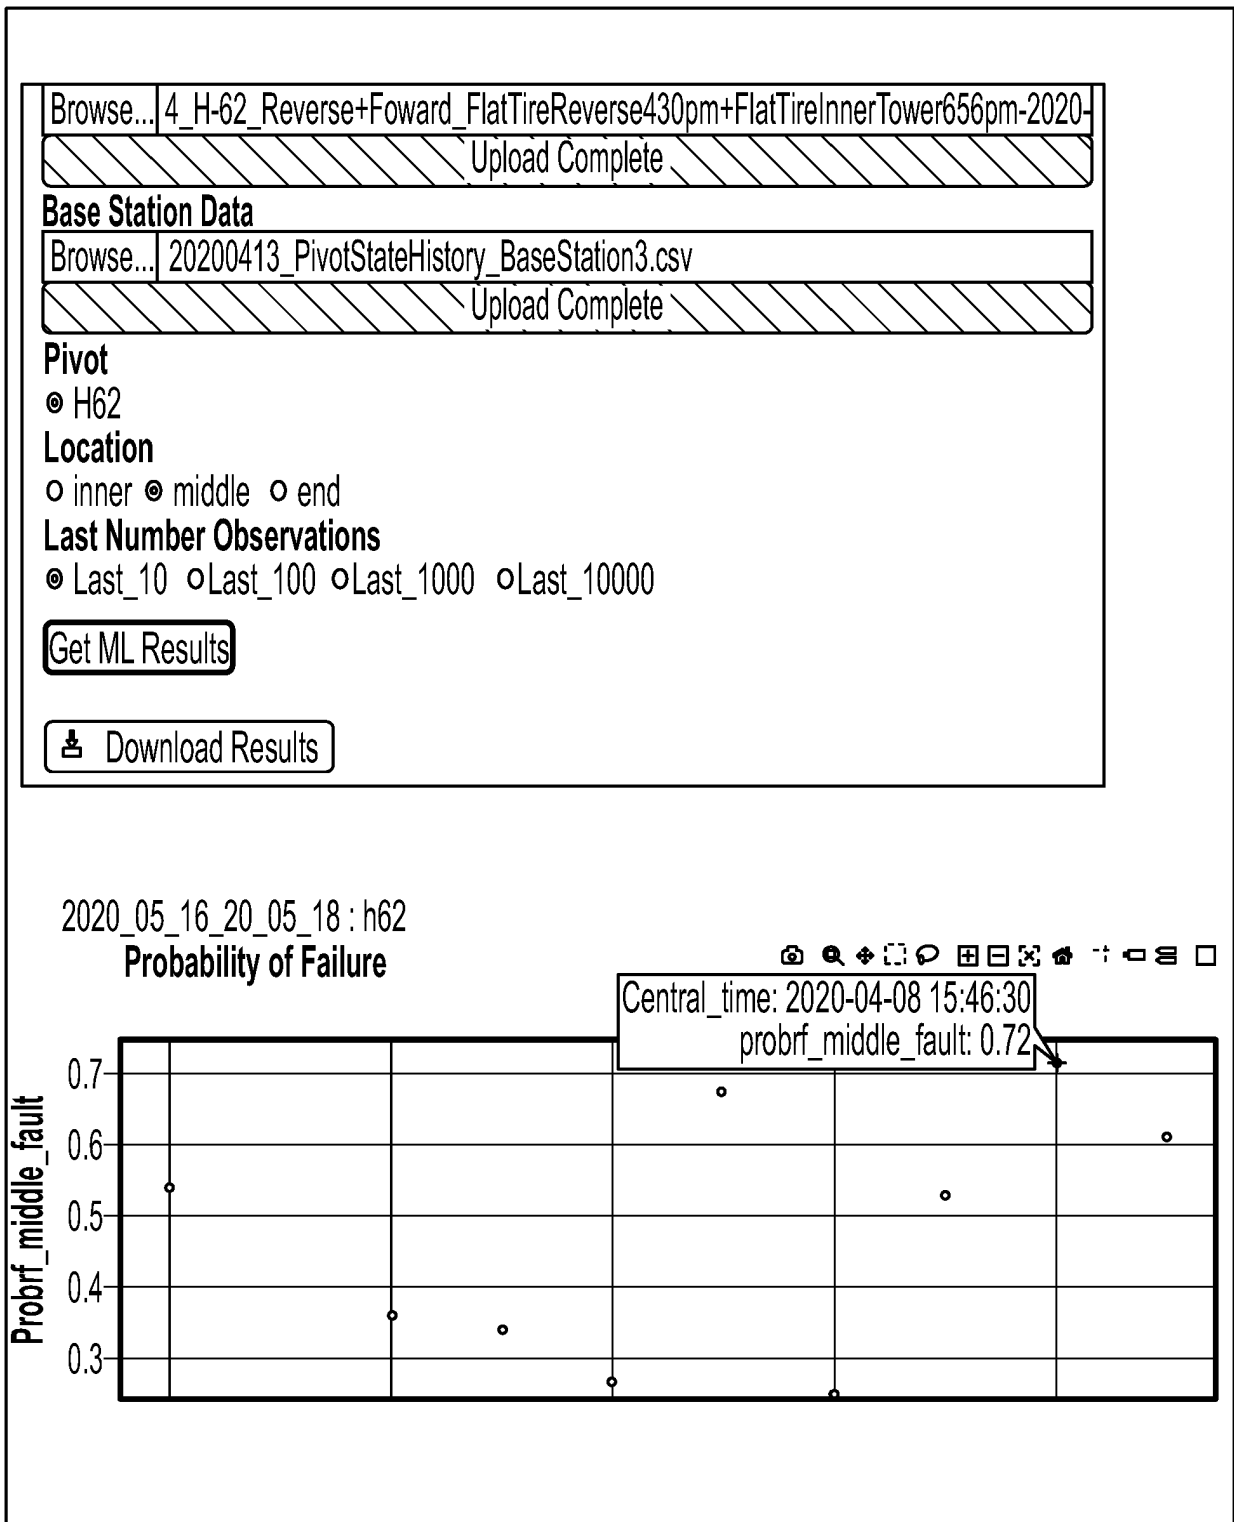 Browse... 4_H-62_Reverse+Foward_FlatTireReverse430pm+FlatTireInnerTower656pm-2020-
Upload Complete
Base Station Data
Browse... 20200413_PivotStateHistory_BaseStation3.csv
Upload Complete
Pivot
H62
Location
inner middle end
Last Number Observations
Last_10 Last_100 Last_1000 Last_10000
Get ML Results
Download Results
2020_05_16_20_05_18 : h62
Probability of Failure
Central_time: 2020-04-08 15:46:30
probrf_middle_fault: 0.72
Probrf_middle_fault
0.7
0.6
0.5
0.4
0.3